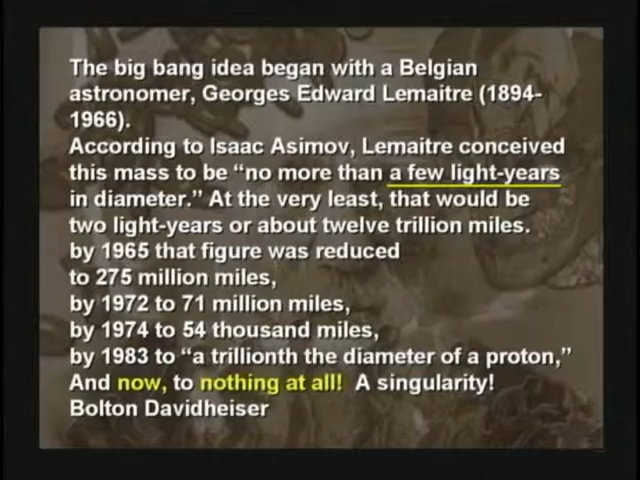 The big bang idea began with a Belgian
astronomer, Georges Edward Lemaitre (1894-
1966).
According to Isaac Asimov, Lemaitre conceived
this mass to be “no more than a few light-years
in diameter.” At the very least, that would be
two light-years or about twelve trillion miles.
by 1965 that figure was reduced
to 275 million miles,
by 1972 to 71 million miles,
by 1974 to 54 thousand miles,
by 1983 to “a trillionth the diameter of a proton,”
And now, to nothing at all!  A singularity!
Bolton Davidheiser